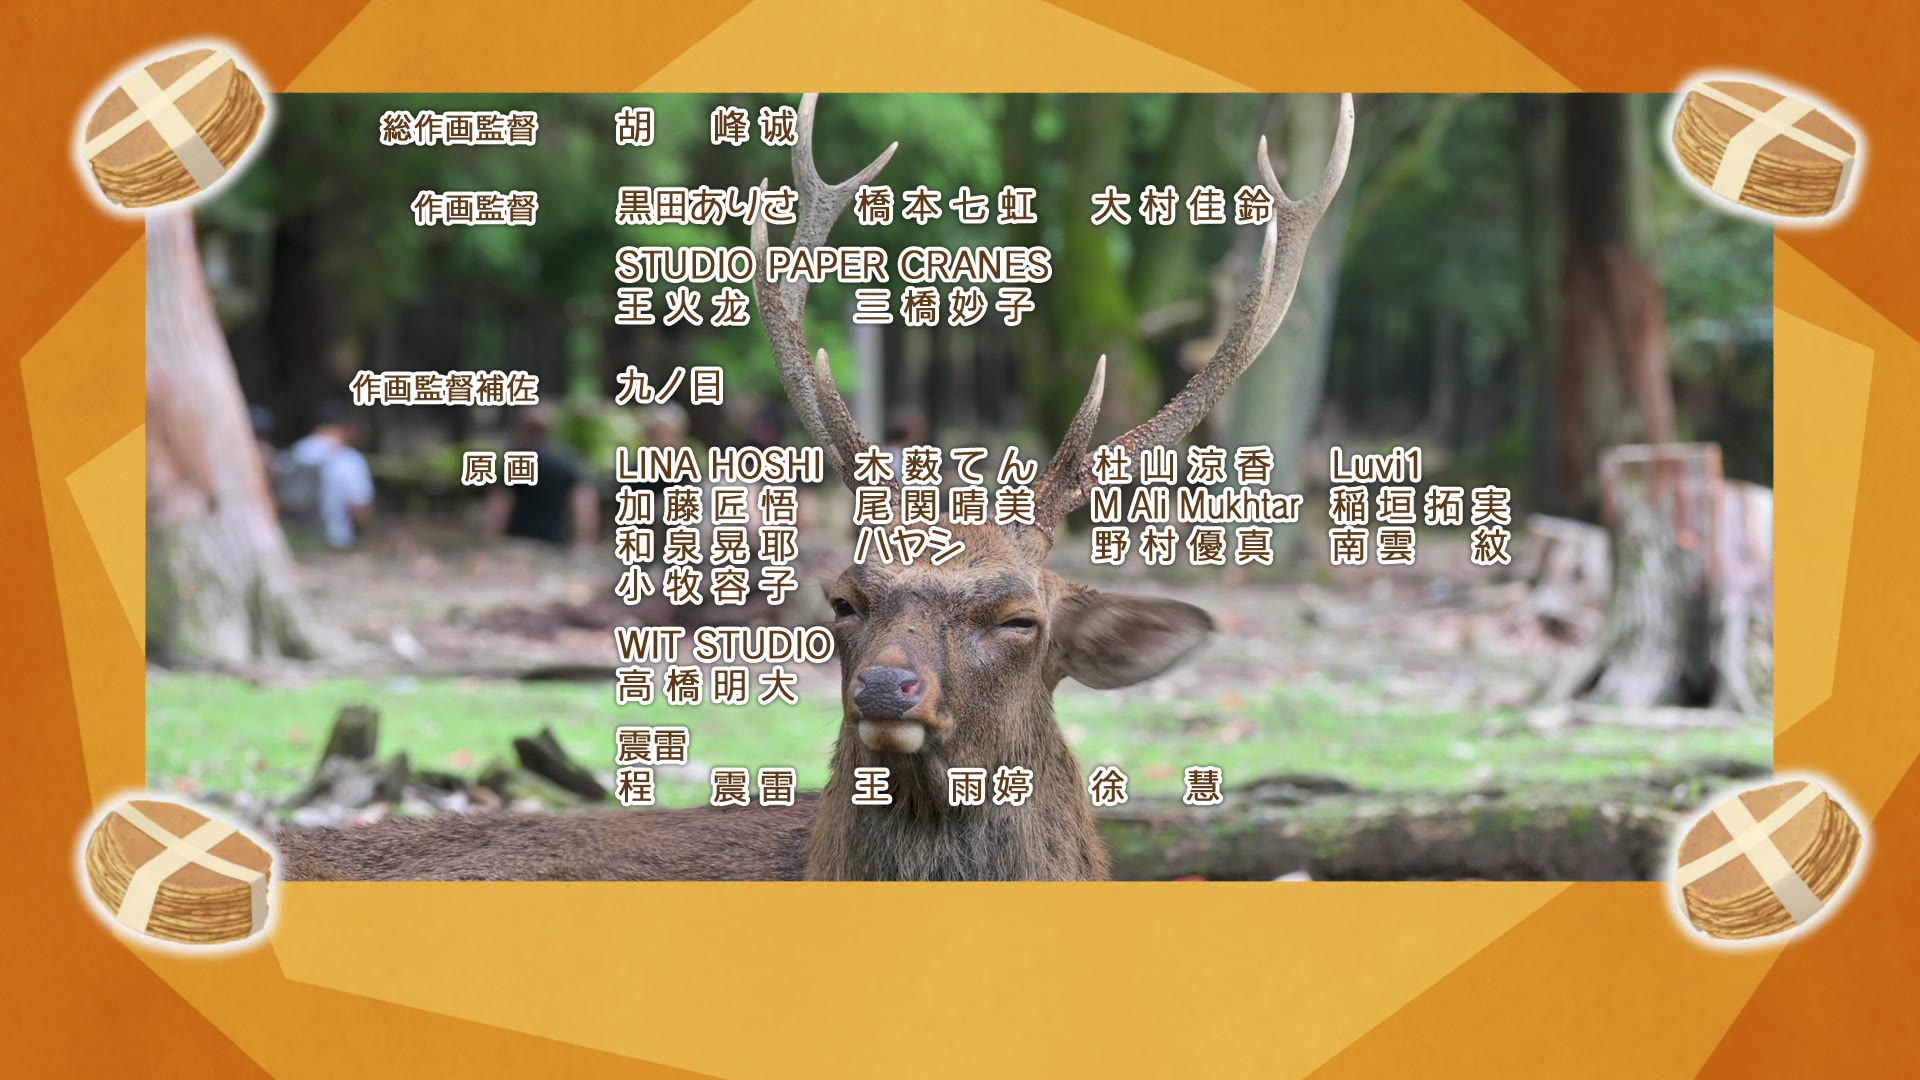 総作画監督 胡 峰誠
作画監督 黒田ありさ 橋本七虹 大村佳鈴
STUDIO PAPER CRANES
王火龙 三橋妙子
作画監督補佐 九ノ日
原画 LINA HOSHI 木薮てん 杜山涼香 Luvi1
加藤匠悟 尾関晴美 M Ali Mukhtar 稲垣拓実
和泉晃耶 ハヤシ 野村優真 南雲 紋
小牧容子
WIT STUDIO
高橋明大
震雷
程 震雷 王 雨婷 徐 慧